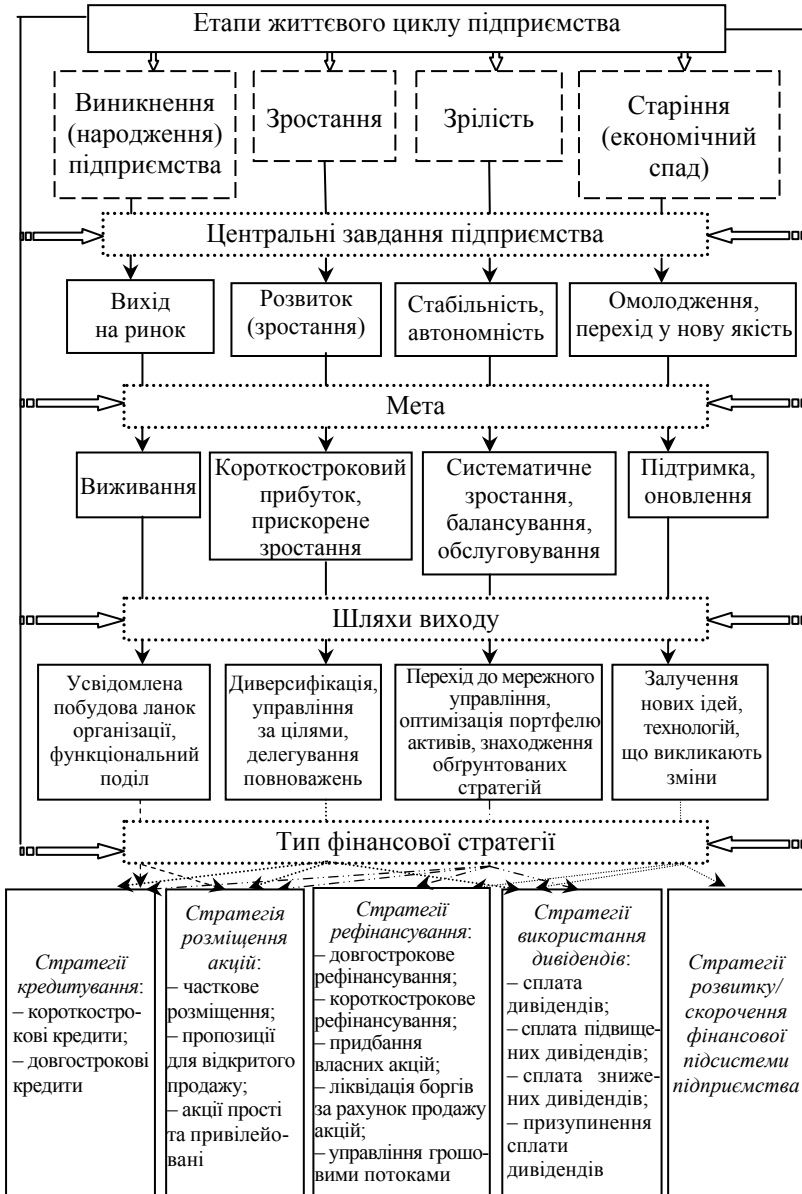 Етапи життєвого циклу підприємства
Виникнення
(народження)
підприємства
Зростання
Зрілість
Старіння
(економічний
спад)
Центральні завдання підприємства
Вихід
на ринок
Розвиток
(зростання)
Стабільність,
автономність
Омолодження,
перехід у нову якість
Мета
Виживання
Короткостроковий
прибуток,
прискорене
зростання
Систематичне
зростання,
балансування,
обслуговування
Підтримка,
оновлення
Шляхи виходу
Усвідомлена
побудова ланок
організації,
функціональний
поділ
Диверсифікація,
управління
за цілями,
делегування
повноважень
Перехід до мережного
управління,
оптимізація портфелю
активів, знаходження
обґрунтованих
стратегій
Залучення
нових ідей,
технологій,
що викликають
зміни
Тип фінансової стратегії
Стратегії
кредитування:
– короткостро-
кові кредити;
– довгострокові
кредити
Стратегія
розміщення
акцій:
– часткове
розміщення;
– пропозиції
для відкритого
продажу;
– акції прості
та привілейо-
вані
Стратегії
рефінансування:
– довгострокове
рефінансування;
– короткострокове
рефінансування;
– придбання
власних акцій;
– ліквідація боргів
за рахунок продажу
акцій;
– управління грошо-
вими потоками
Стратегії
використання
дивідендів:
– сплата
дивідендів;
– сплата підвище-
них дивідендів;
– сплата зниже-
них дивідендів;
– призупинення
сплати
дивідендів
Стратегії
розвитку/
скорочення
фінансової
підсистеми
підприємства